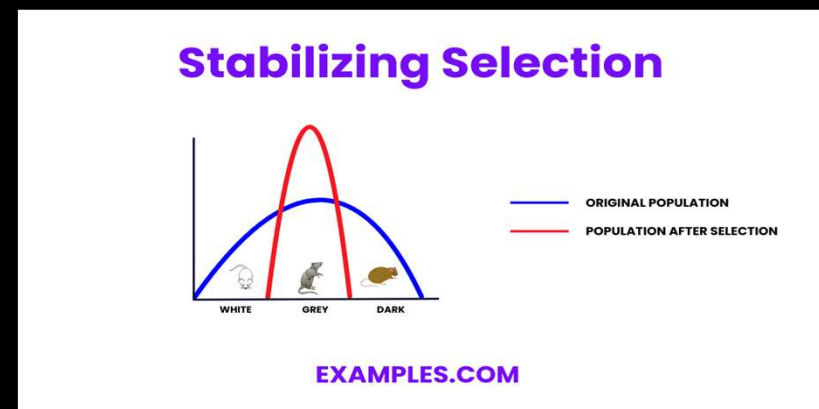 Stabilizing Selection
ORIGINAL POPULATION
POPULATION AFTER SELECTION
WHITE GREY DARK
EXAMPLES.COM